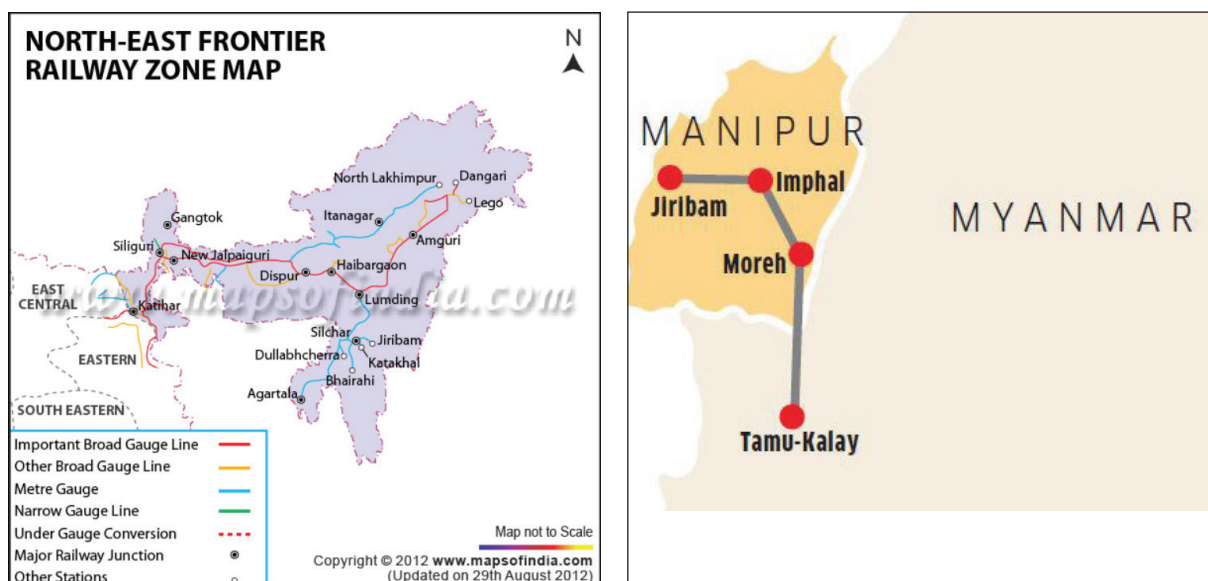 NORTH-EAST FRONTIER
RAILWAY ZONE MAP
N
North Lakhimpur
Dangari
Lego
Gangtok
Itanagar
Siliguri
New Jalpaiguri
Amguri
Dispur
Haibargaon
EAST
CENTRAL
www.mapsofindia.com
Katihar
Lumding
Silchar
Jiribam
EASTERN
Dullabhcherra
Katakhal
Bhairahi
Agartala
SOUTH EASTERN
Important Broad Gauge Line
Other Broad Gauge Line
Metre Gauge
Narrow Gauge Line
Under Gauge Conversion
Major Railway Junction
Other Stations
Map not to Scale
Copyright © 2012 www.mapsofindia.com
(Updated on 29th August 2012)
MANIPUR
Imphal
Jiribam
MYANMAR
Moreh
Tamu-Kalay